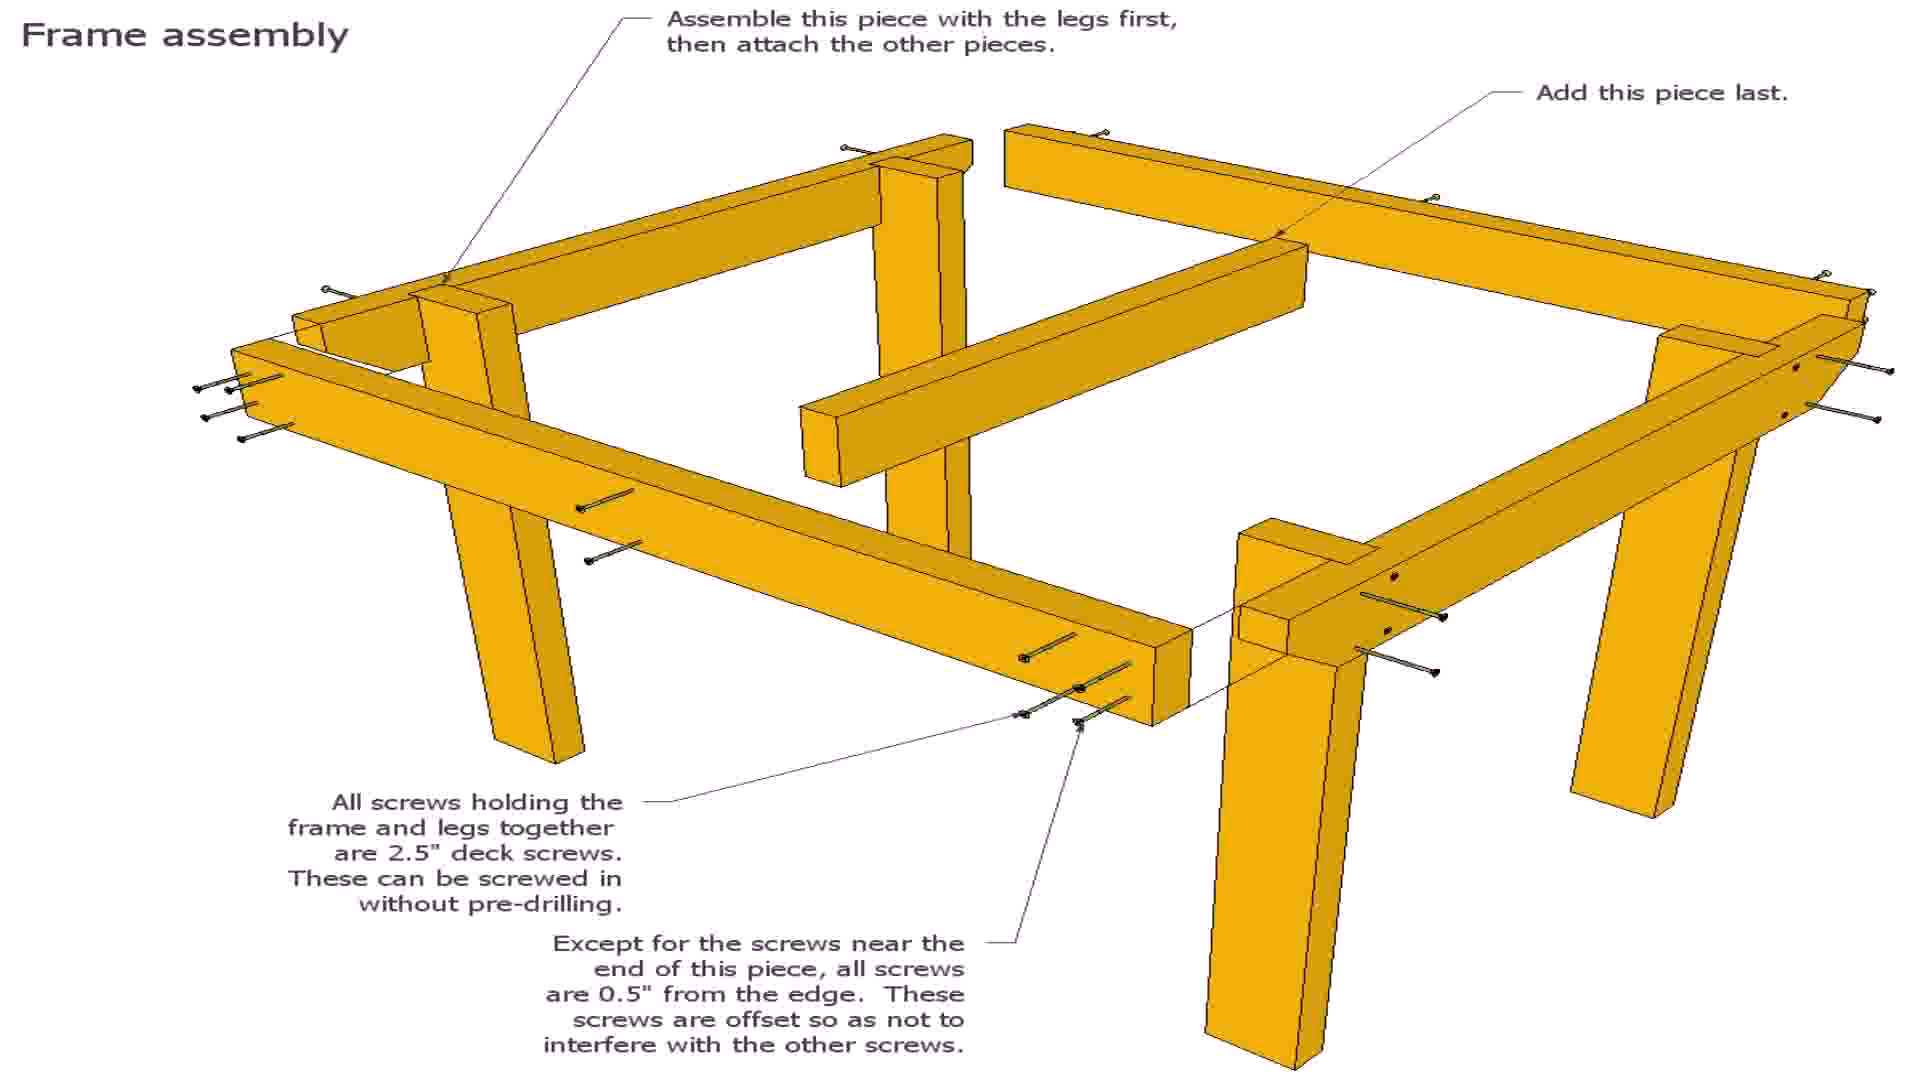 Frame assembly
Assemble this piece with the legs first,
then attach the other pieces.
Add this piece last.
All screws holding the
frame and legs together
are 2.5" deck screws.
These can be screwed in
without pre-drilling.
Except for the screws near the
end of this piece, all screws
are 0.5" from the edge. These
screws are offset so as not to
interfere with the other screws.